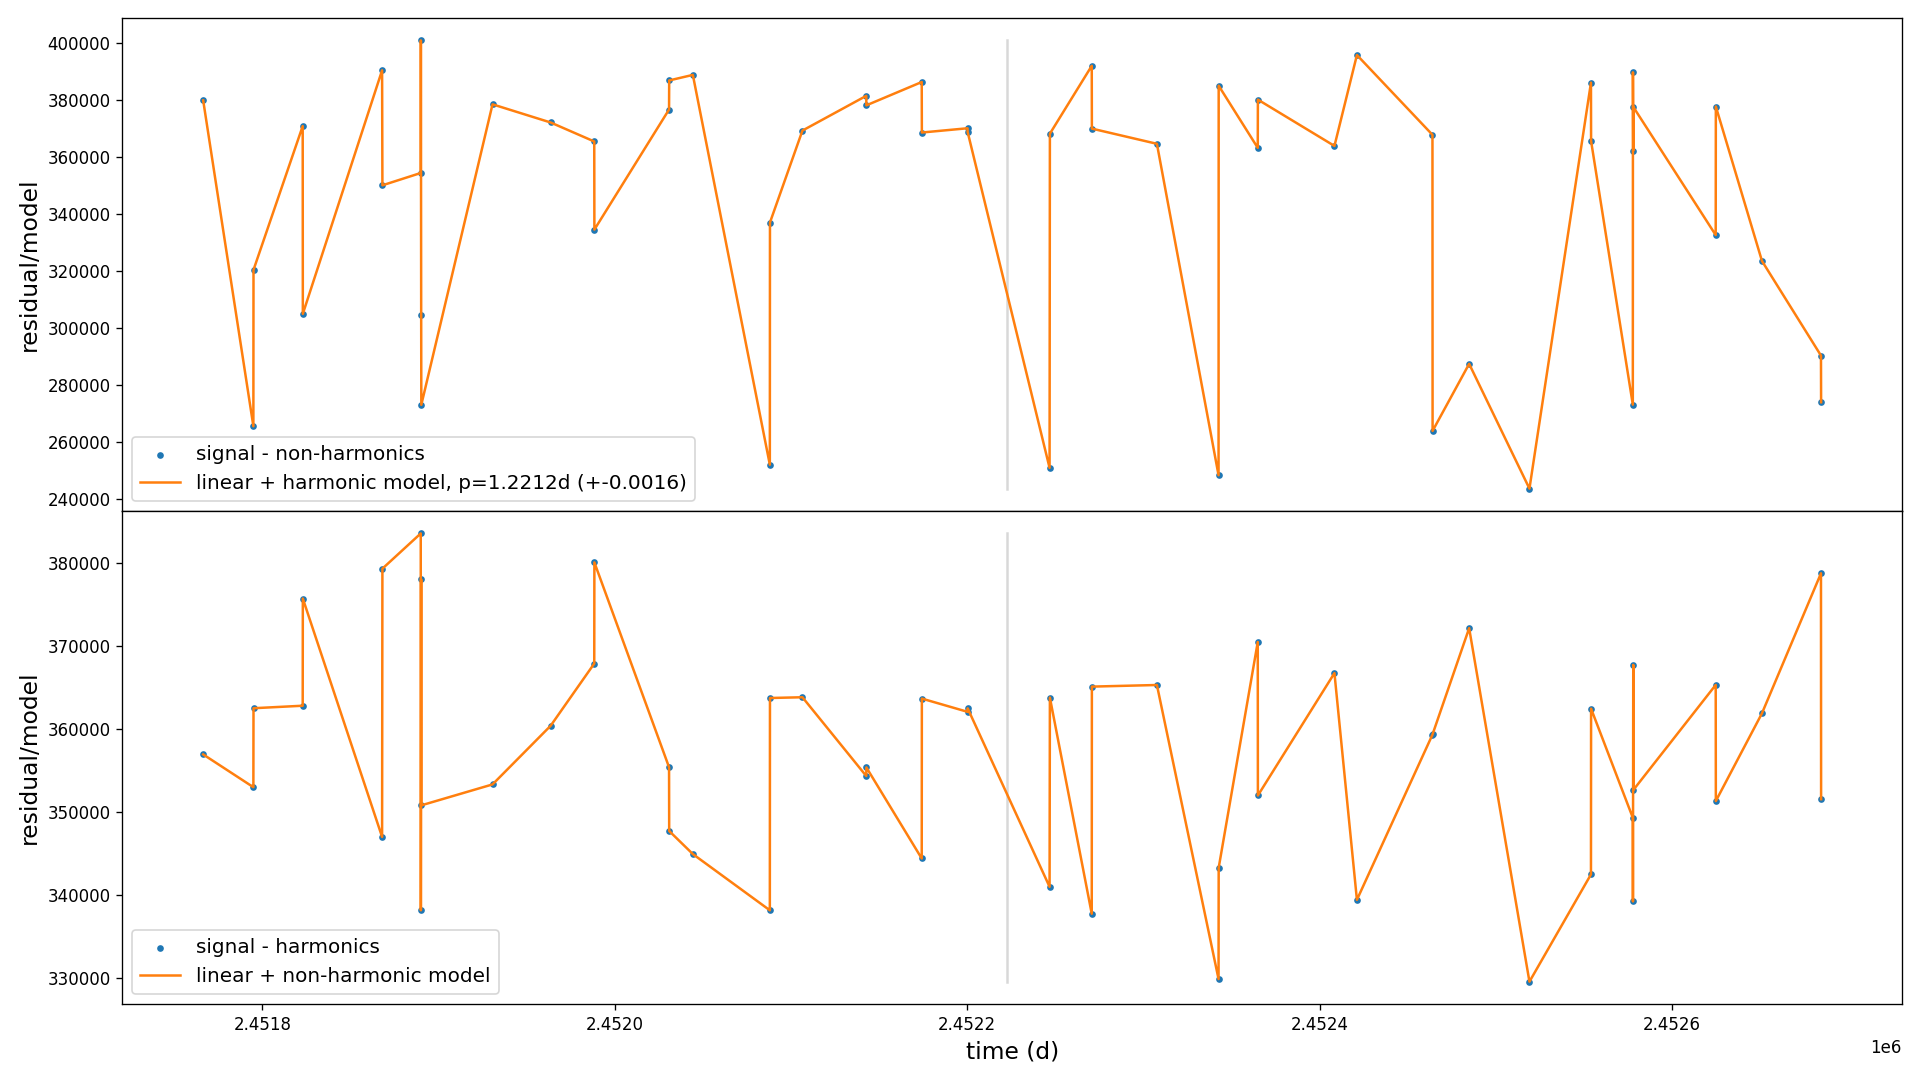 400000
380000
360000
340000
320000
300000
280000
260000
240000
residual/model
signal - non-harmonics
linear + harmonic model, p=1.2212d (+-0.0016)
380000
370000
360000
350000
340000
330000
residual/model
signal - harmonics
linear + non-harmonic model
2.4518 2.4520 2.4522 2.4524 2.4526
1e6
time (d)